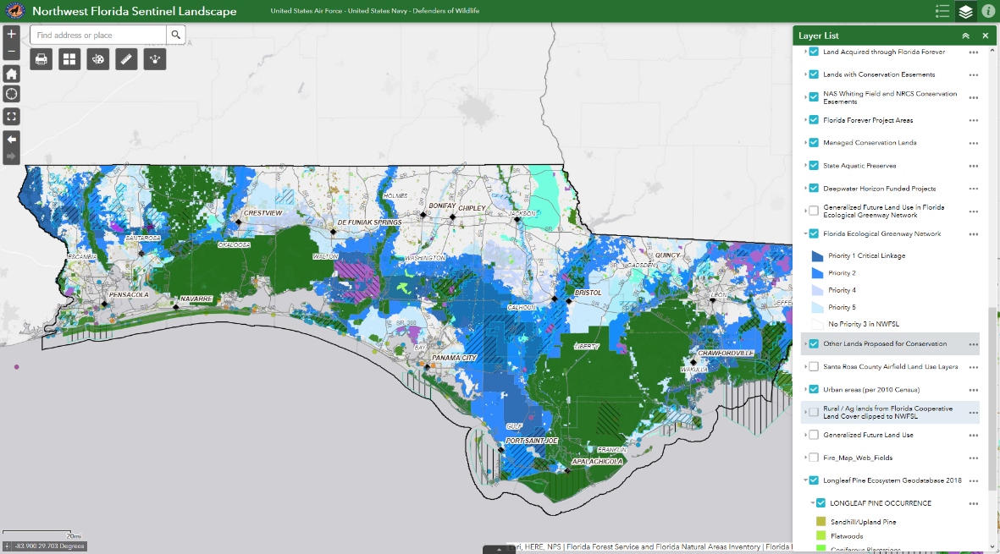 Northwest Florida Sentinel Landscape
United States Air Force - United States Navy - Defenders of Wildlife
Find address or place
Layer List
Land Acquired through Florida Forever
Lands with Conservation Easements
NAS Whiting Field and NRCS Conservation
Easements
Florida Forever Project Areas
Managed Conservation Lands
State Aquatic Preserves
Deepwater Horizon Funded Projects
Generalized Future Land Use in Florida
Ecological Greenway Network
Florida Ecological Greenway Network
Priority 1 Critical Linkage
Priority 2
Priority 4
Priority 5
No Priority 3 in NWFSL
Other Lands Proposed for Conservation
Santa Rosa County Airfield Land Use Layers
Urban areas (per 2010 Census)
Rural / Ag lands from Florida Cooperative
Land Cover clipped to NWFSL
Generalized Future Land Use
Fire_Map_Web_Fields
Longleaf Pine Ecosystem Geodatabase 2018
LONGLEAF PINE OCCURRENCE
Sandhill/Upland Pine
Flatwoods
Coniferous Plantations
HOLMES
BONIFAY
CHIPLEY
CRESTVIEW
JACKSON
DE FUNIAK SPRINGS
SANTAROSA
OKALOOSA
ESCAMBIA
WALTON
WASHINGTON
QUINCY
GADSDEN
PENSACOLA
NAVARRE
BRISTOL
LEON
CALHOUN
SR 388
BAY
LIBERTY
PANAMA CITY
CRAWFORDVILLE
WAKULLA
GULF
PORT SAINT JOE
FRANKLIN
APALACHICOLA
20mi
-83.900 29.703 Degrees
Esri, HERE, NPS | Florida Forest Service and Florida Natural Areas Inventory | Florida